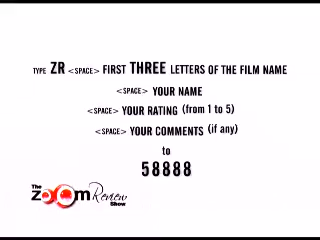 TYPE ZR <SPACE> FIRST THREE LETTERS OF THE FILM NAME
<SPACE> YOUR NAME
<SPACE> YOUR RATING (from 1 to 5)
<SPACE> YOUR COMMENTS (if any)
to
58888
The
zoom Review
Show